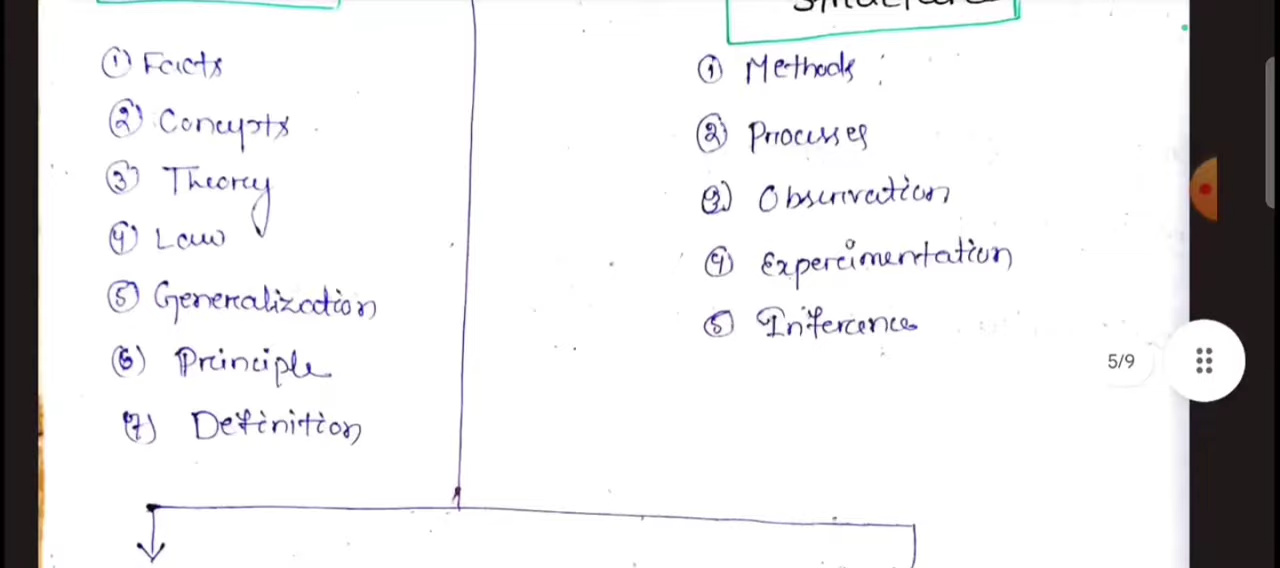 ① Facts
② Concepts
③ Theory
④ Law
⑤ Generalization
⑥ Principle
⑦ Definition
① Methods :
② Processes
③ Observation
④ Experimentation
⑤ Inference
5/9